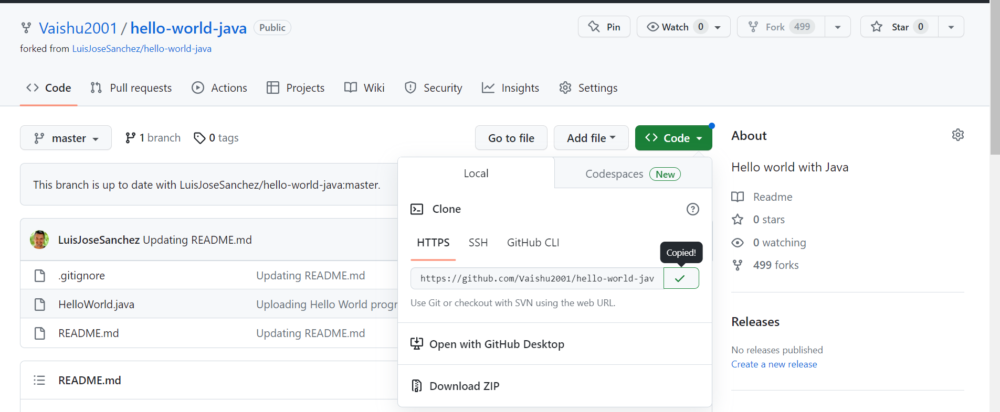 Vaishu2001 / hello-world-java Public
Pin Watch 0 Fork 499 Star 0
forked from LuisJoseSanchez/hello-world-java
Code Pull requests Actions Projects Wiki Security Insights Settings
master 1 branch 0 tags Go to file Add file Code
This branch is up to date with LuisJoseSanchez/hello-world-java:master.
LuisJoseSanchez Updating README.md
.gitignore Updating README.md
HelloWorld.java Uploading Hello World progr
README.md Updating README.md
README.md
Local Codespaces New
Clone
HTTPS SSH GitHub CLI
Copied!
https://github.com/Vaishu2001/hello-world-jav
Use Git or checkout with SVN using the web URL.
Open with GitHub Desktop
Download ZIP
About
Hello world with Java
Readme
0 stars
0 watching
499 forks
Releases
No releases published
Create a new release